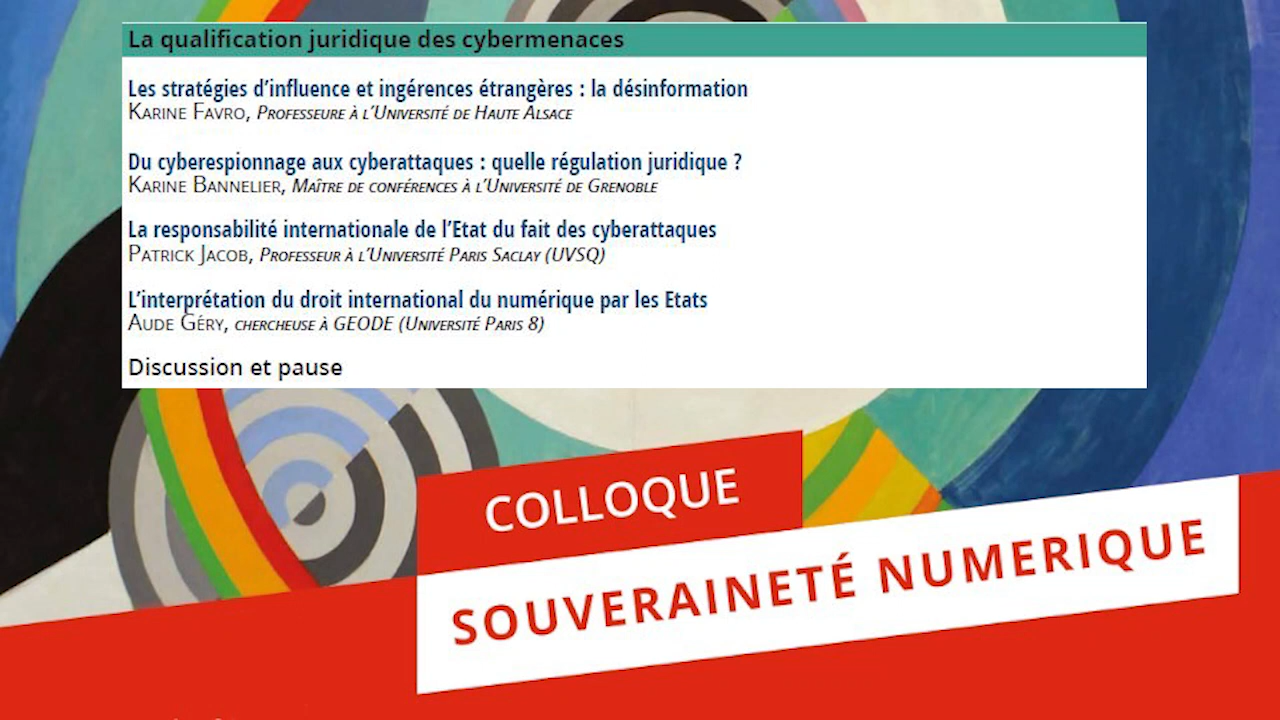 La qualification juridique des cybermenaces
Les stratégies d’influence et ingérences étrangères : la désinformation
Karine Favro, Professeure à l’Université de Haute Alsace
Du cyberespionnage aux cyberattaques : quelle régulation juridique ?
Karine Bannelier, Maître de conférences à l’Université de Grenoble
La responsabilité internationale de l’Etat du fait des cyberattaques
Patrick Jacob, Professeur à l’Université Paris Saclay (UVSQ)
L’interprétation du droit international du numérique par les Etats
Aude Géry, chercheuse à GEODE (Université Paris 8)
Discussion et pause
COLLOQUE
SOUVERAINETÉ NUMERIQUE